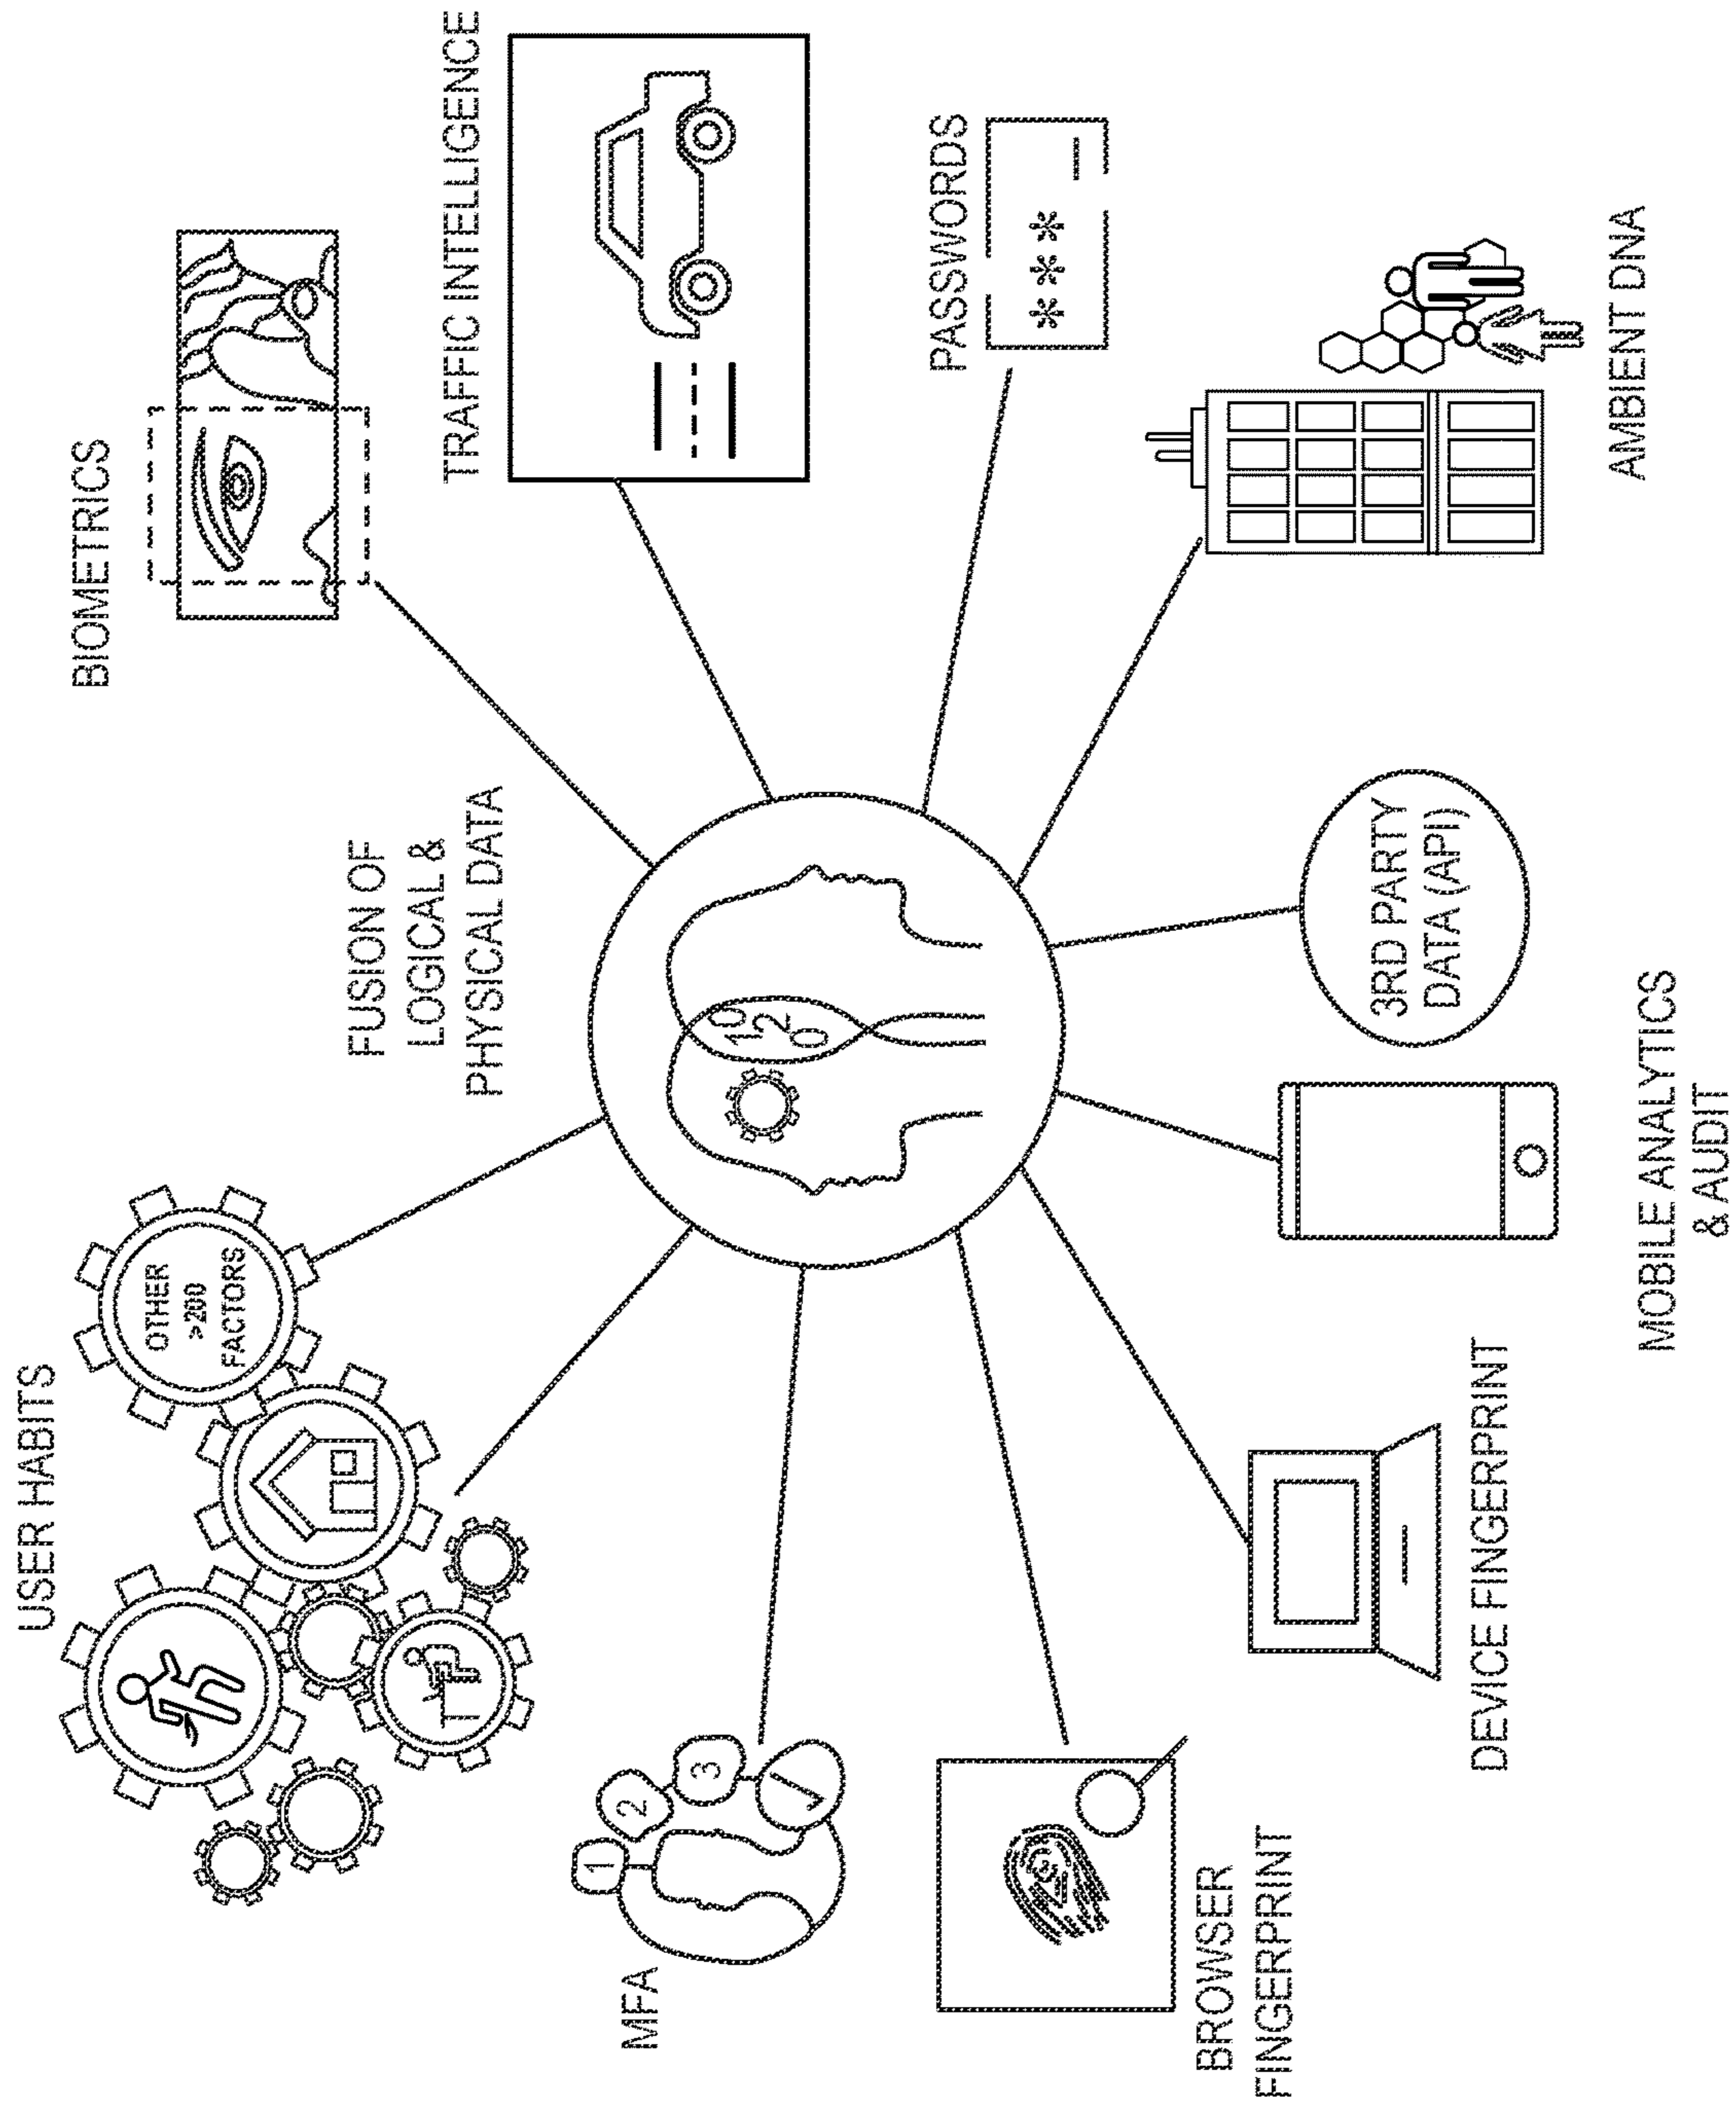 USER HABITS
BIOMETRICS
OTHER
>200
FACTORS
FUSION OF
LOGICAL &
PHYSICAL DATA
TRAFFIC INTELLIGENCE
MFA
1
2
3
10
2
0
PASSWORDS
***
_
BROWSER
FINGERPRINT
DEVICE FINGERPRINT
3RD PARTY
DATA (API)
MOBILE ANALYTICS
& AUDIT
AMBIENT DNA